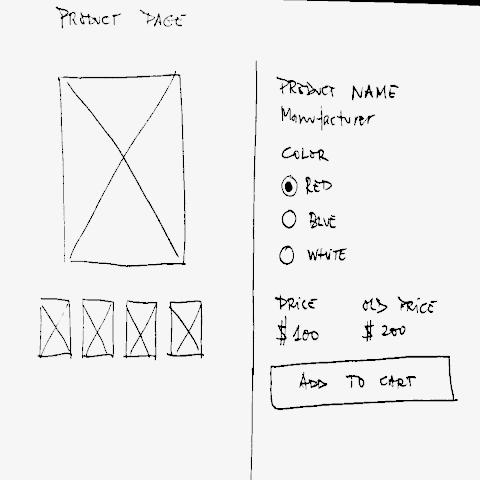 PRODUCT PAGE
PRODUCT NAME
Manufacturer
COLOR
RED
BLUE
WHITE
PRICE OLD PRICE
$100 $200
ADD TO CART